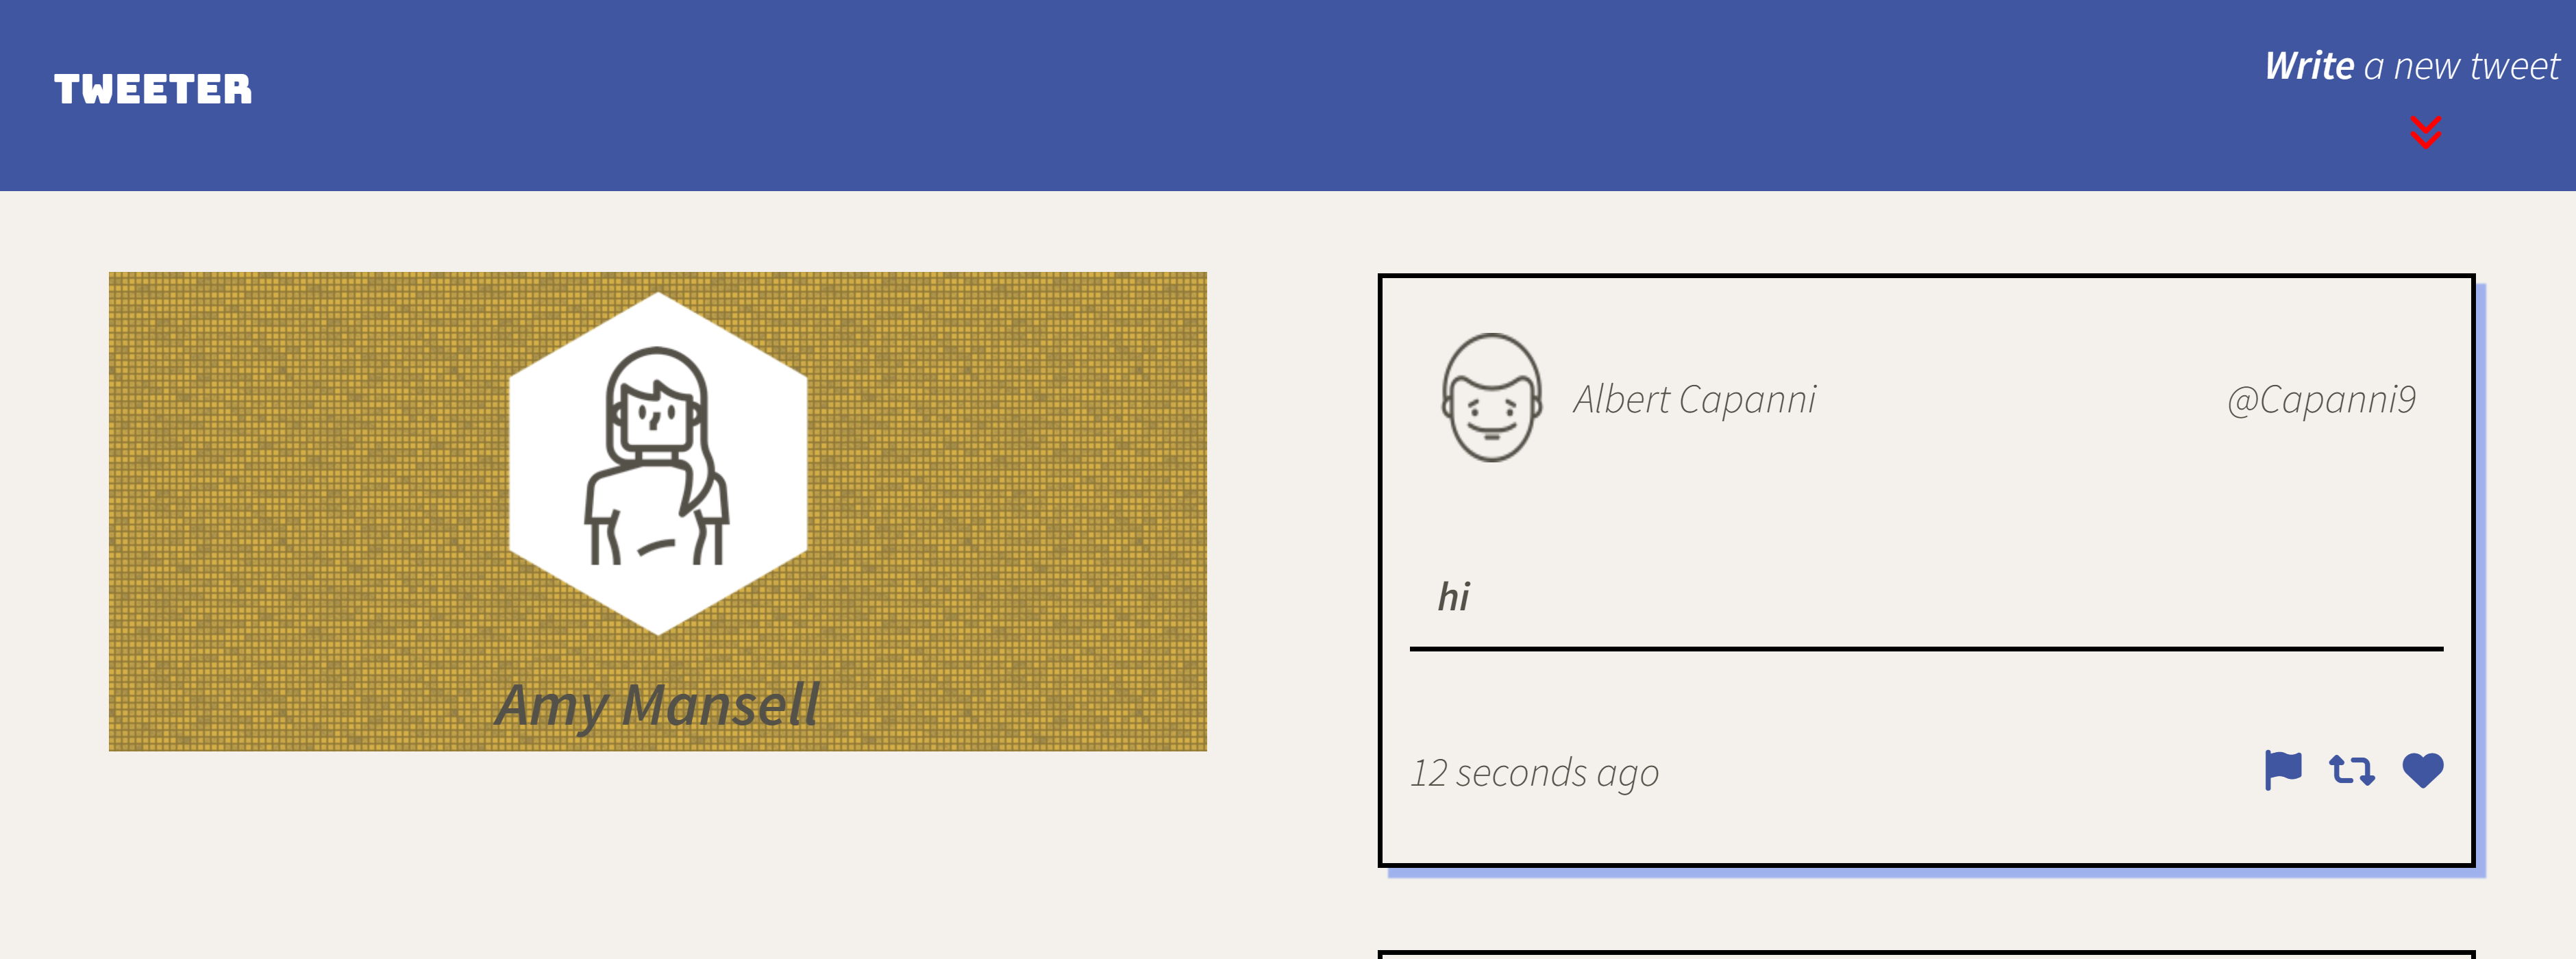 TWEETER
Write a new tweet
Amy Mansell
Albert Capanni
@Capanni9
hi
12 seconds ago